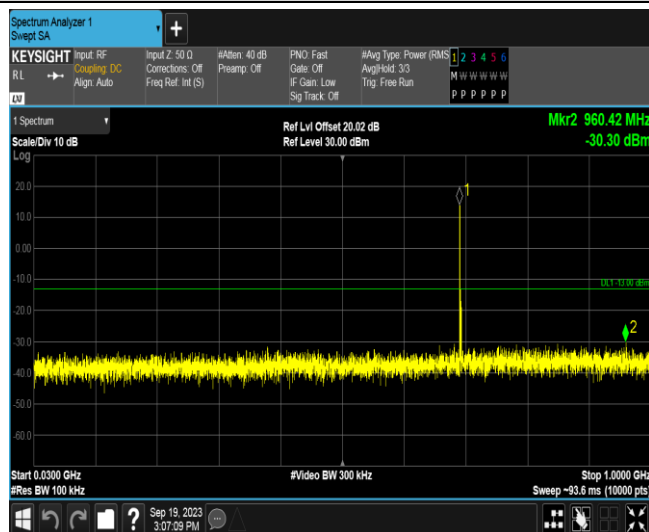 Spectrum Analyzer 1
Swept SA
+
KEYSIGHT
RL
LXI
Input: RF
Coupling: DC
Align: Auto
Input Z: 50 Ω
Corrections: Off
Freq Ref: Int (S)
#Atten: 40 dB
Preamp: Off
PNO: Fast
Gate: Off
IF Gain: Low
Sig Track: Off
#Avg Type: Power (RMS
Avg|Hold: 3/3
Trig: Free Run
1 2 3 4 5 6
M W W W W W
P P P P P P
1 Spectrum
Scale/Div 10 dB
Log
Ref Lvl Offset 20.02 dB
Ref Level 30.00 dBm
Mkr2 960.42 MHz
-30.30 dBm
20.0
10.0
0.00
-10.0
-20.0
-30.0
-40.0
-50.0
-60.0
1
DL1 -13.00 dBm
2
Start 0.0300 GHz
#Res BW 100 kHz
#Video BW 300 kHz
Stop 1.0000 GHz
Sweep ~93.6 ms (10000 pts)
?
Sep 19, 2023
3:07:09 PM